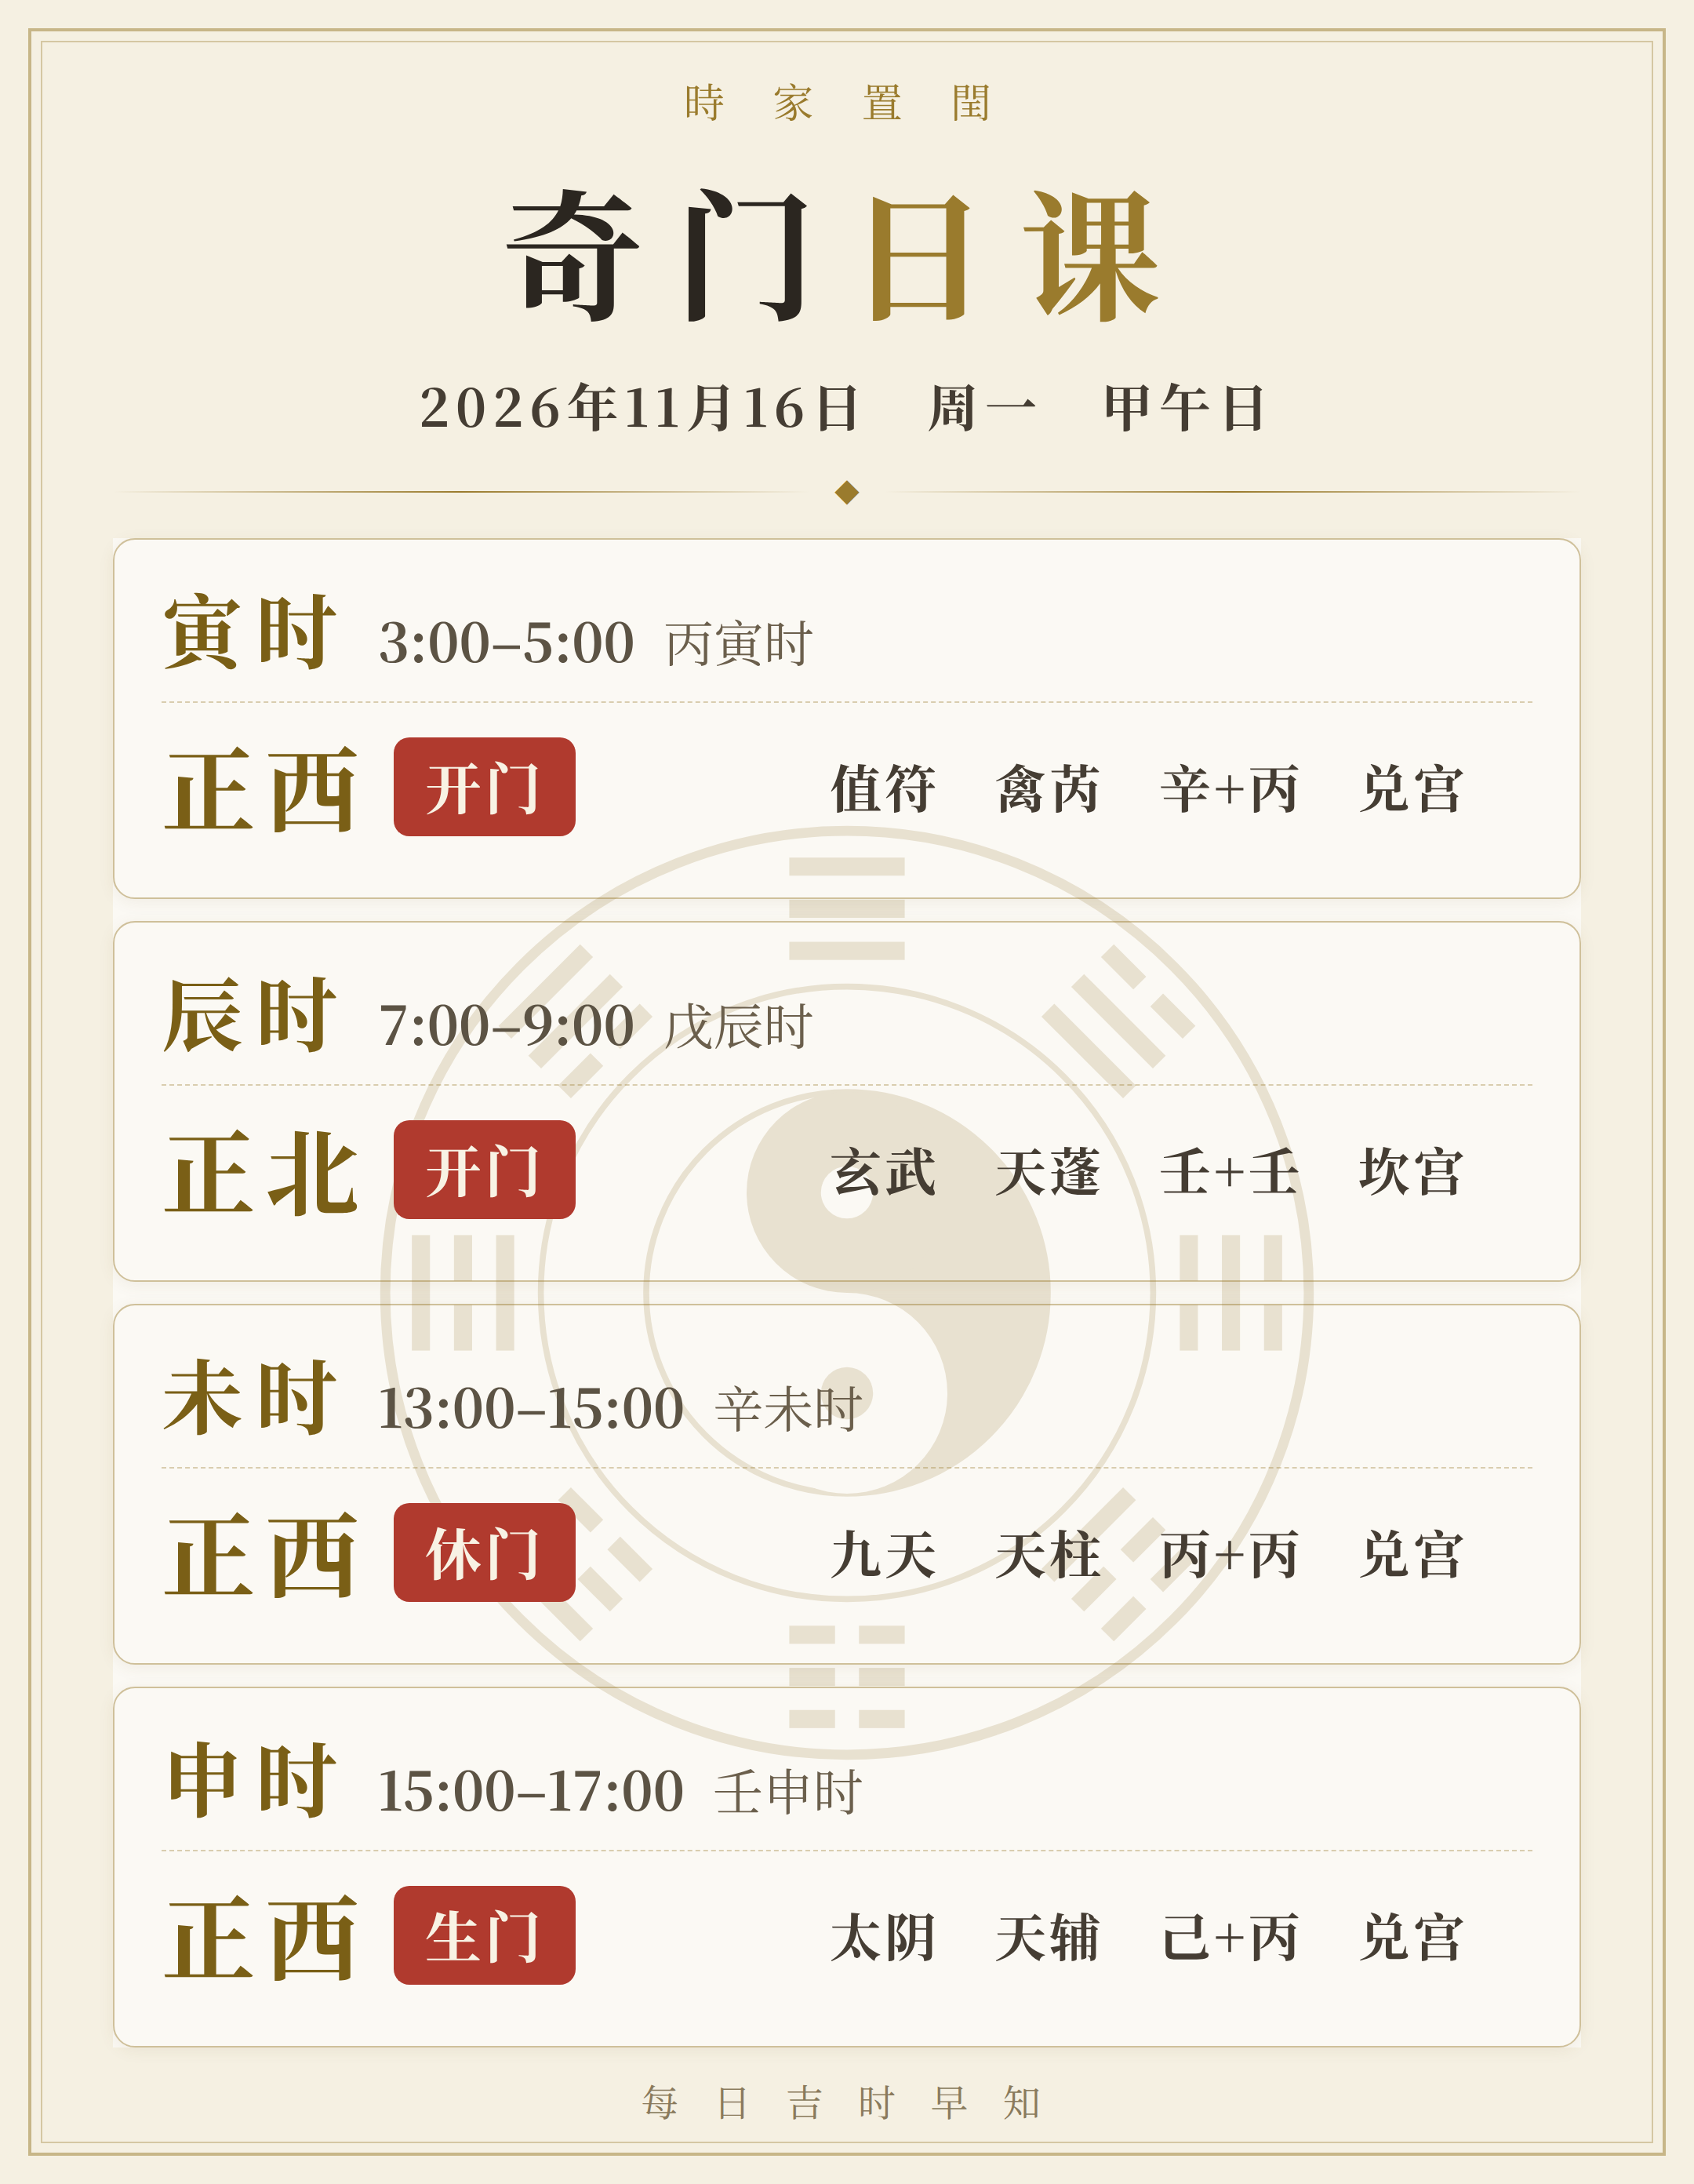 時家置閏
奇门日课
2026年11月16日 周一 甲午日
寅时 3:00–5:00 丙寅时
正西 开门 值符 禽芮 辛+丙 兑宫
辰时 7:00–9:00 戊辰时
正北 开门 玄武 天蓬 壬+壬 坎宫
未时 13:00–15:00 辛未时
正西 休门 九天 天柱 丙+丙 兑宫
申时 15:00–17:00 壬申时
正西 生门 太阴 天辅 己+丙 兑宫
每日吉时早知